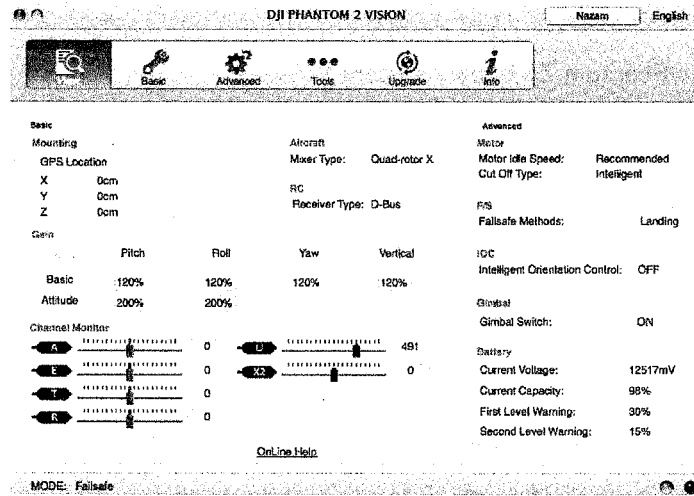 DJI PHANTOM 2 VISION
Nazam English
Basic Advanced Tools Upgrade Info
Basic
Mounting
GPS Location
X 0cm
Y 0cm
Z 0cm
Aircraft
Mixer Type: Quad-rotor X
RC
Receiver Type: D-Bus
Gain
Pitch Roll Yaw Vertical
Basic 120% 120% 120% 120%
Attitude 200% 200%
Channel Monitor
A 0
E 0
T 0
R 0
U 491
X2 0
OnLine Help
Advanced
Motor
Motor Idle Speed: Recommended
Cut Off Type: Intelligent
F/S
Failsafe Methods: Landing
IOC
Intelligent Orientation Control: OFF
Gimbal
Gimbal Switch: ON
Battery
Current Voltage: 12517mV
Current Capacity: 98%
First Level Warning: 30%
Second Level Warning: 15%
MODE: Failsafe